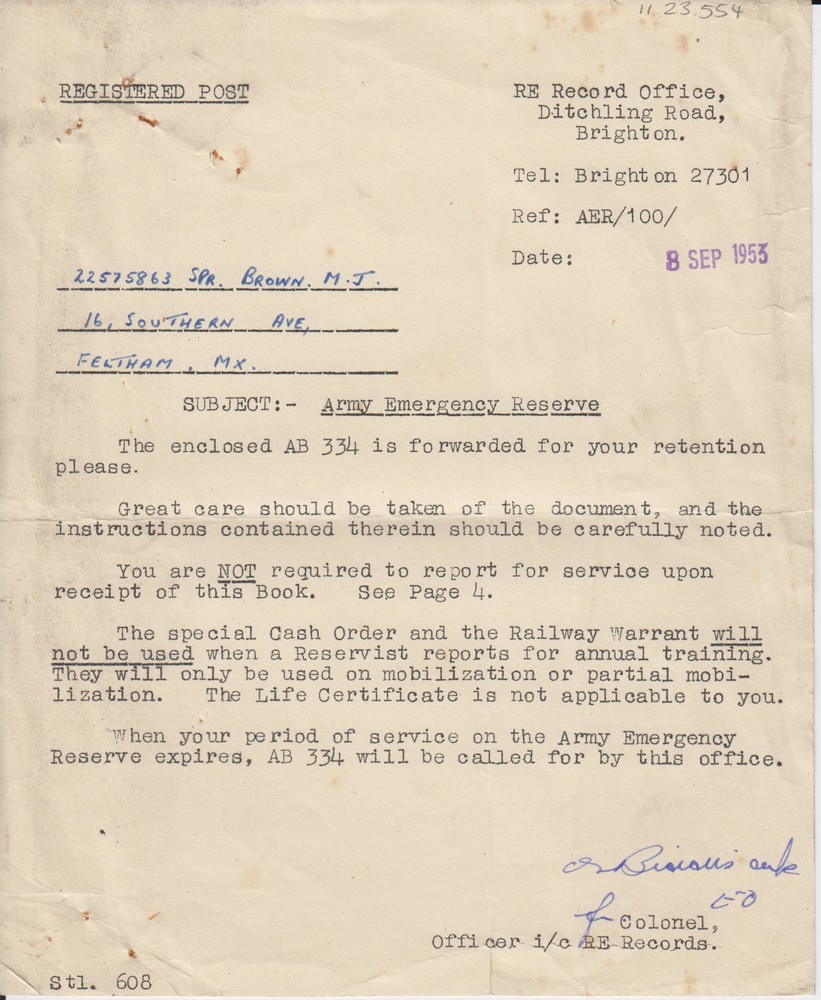 11 23 554
REGISTERED POST
RE Record Office,
Ditchling Road,
Brighton.
Tel: Brighton 27301
Ref: AER/100/
Date: 8 SEP 1953
22575863 SPR. BROWN. M.J.
16, SOUTHERN AVE,
FELTHAM, MX.
SUBJECT:- Army Emergency Reserve
The enclosed AB 334 is forwarded for your retention
please.
Great care should be taken of the document, and the
instructions contained therein should be carefully noted.
You are NOT required to report for service upon
receipt of this Book. See Page 4.
The special Cash Order and the Railway Warrant will
not be used when a Reservist reports for annual training.
They will only be used on mobilization or partial mobi-
lization. The Life Certificate is not applicable to you.
When your period of service on the Army Emergency
Reserve expires, AB 334 will be called for by this office.
Colonel,
Officer i/c RE Records.
Stl. 608